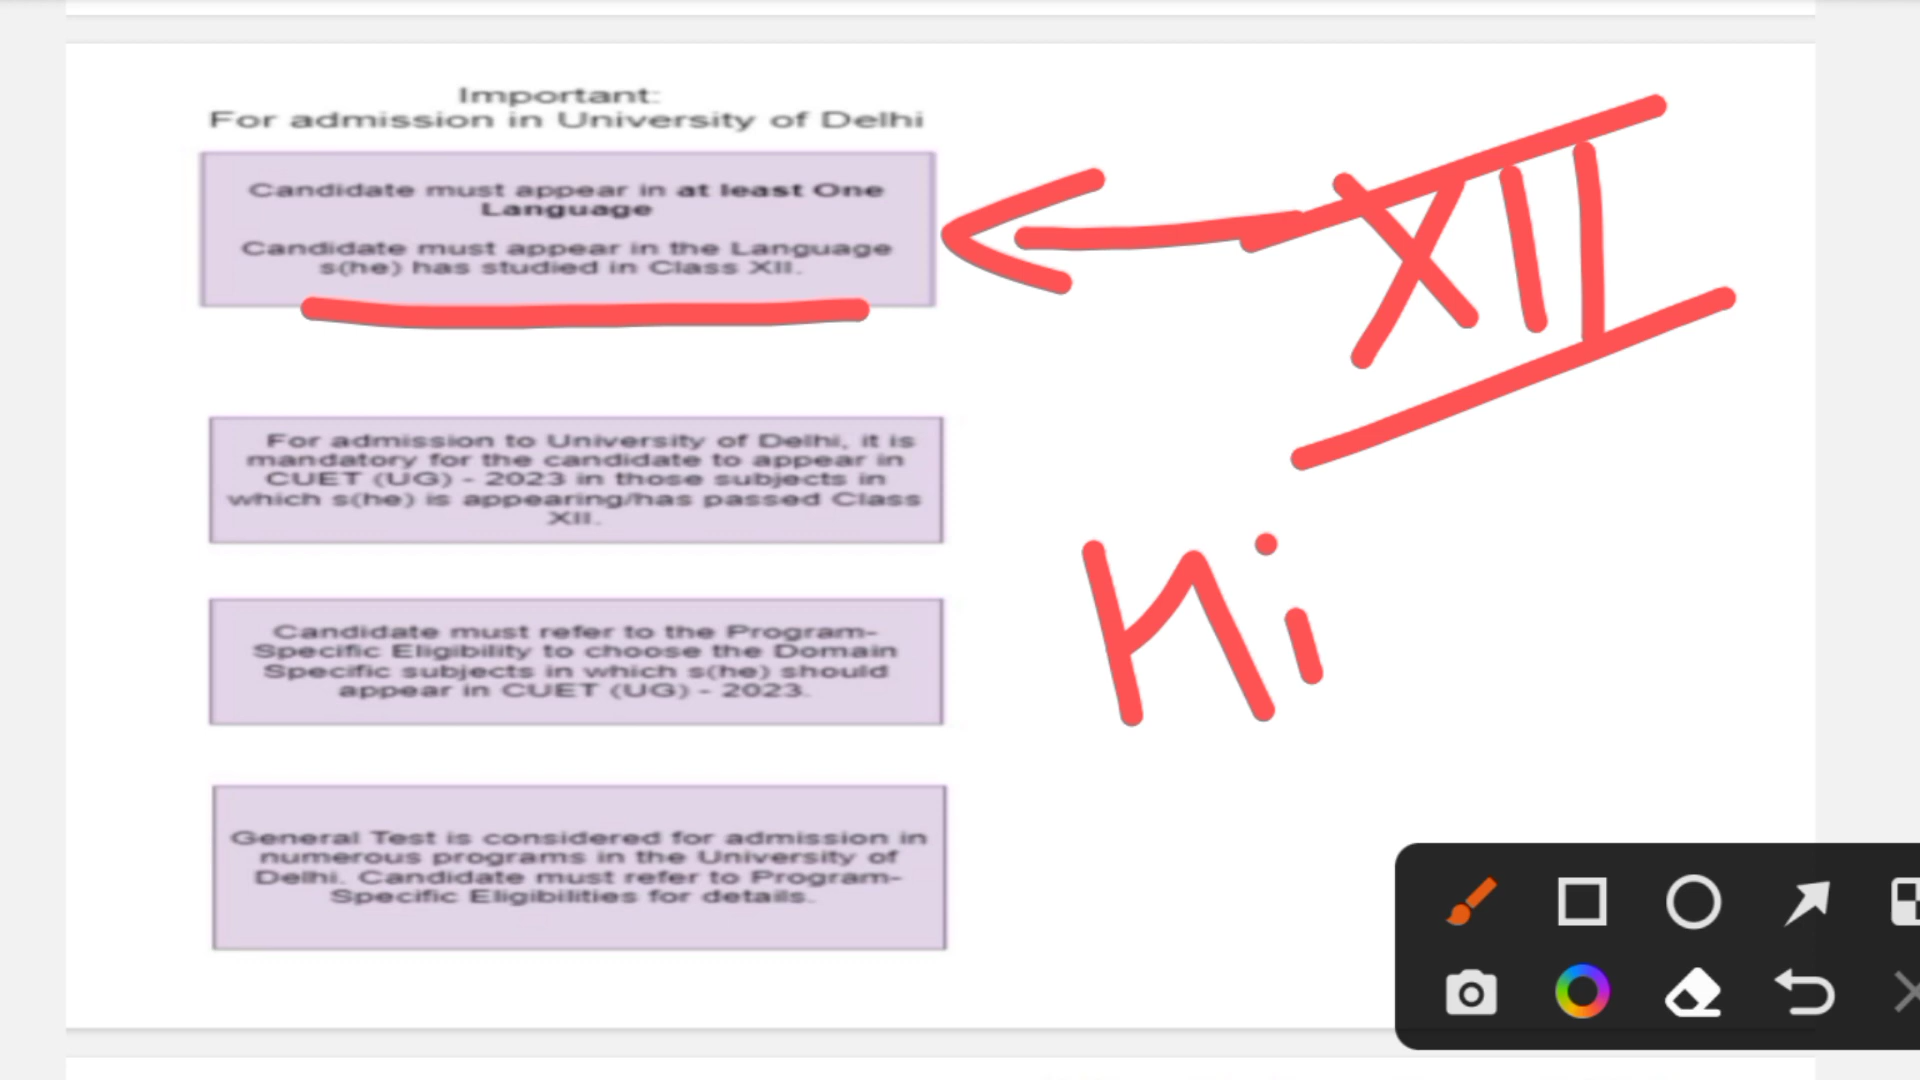 Important:
For admission in University of Delhi
Candidate must appear in at least One
Language
Candidate must appear in the Language
s(he) has studied in Class XII.
XII
For admission to University of Delhi, it is
mandatory for the candidate to appear in
CUET (UG) - 2023 in those subjects in
which s(he) is appearing/has passed Class
XII.
Hi
Candidate must refer to the Program-
Specific Eligibility to choose the Domain
Specific subjects in which s(he) should
appear in CUET (UG) - 2023.
General Test is considered for admission in
numerous programs in the University of
Delhi. Candidate must refer to Program-
Specific Eligibilities for details.